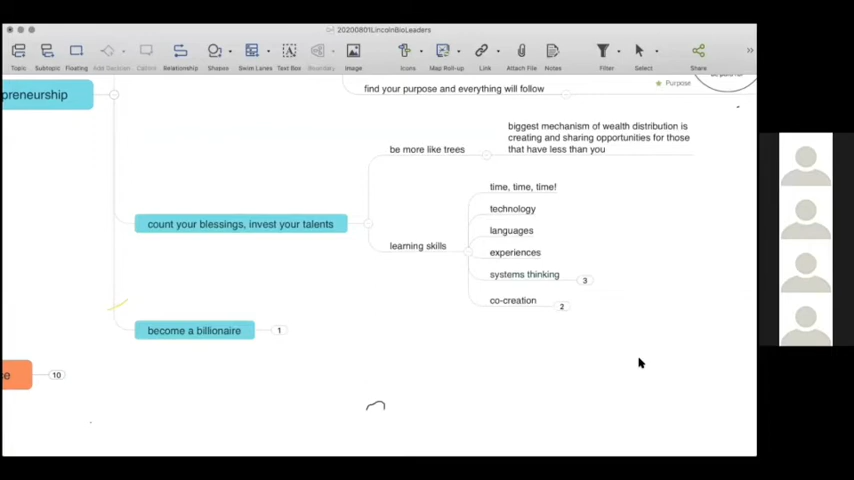 20200801LincolnBioLeaders
Topic
Subtopic
Floating
Add Decision
Callout
Relationship
Shapes
Swim Lanes
Text Box
Boundary
Image
Icons
Map Roll-up
Link
Attach File
Notes
Filter
Select
Share
preneurship
find your purpose and everything will follow
Purpose
be more like trees
biggest mechanism of wealth distribution is
creating and sharing opportunities for those
that have less than you
time, time, time!
technology
languages
count your blessings, invest your talents
learning skills
experiences
systems thinking
3
co-creation
2
become a billionaire
1
se
10